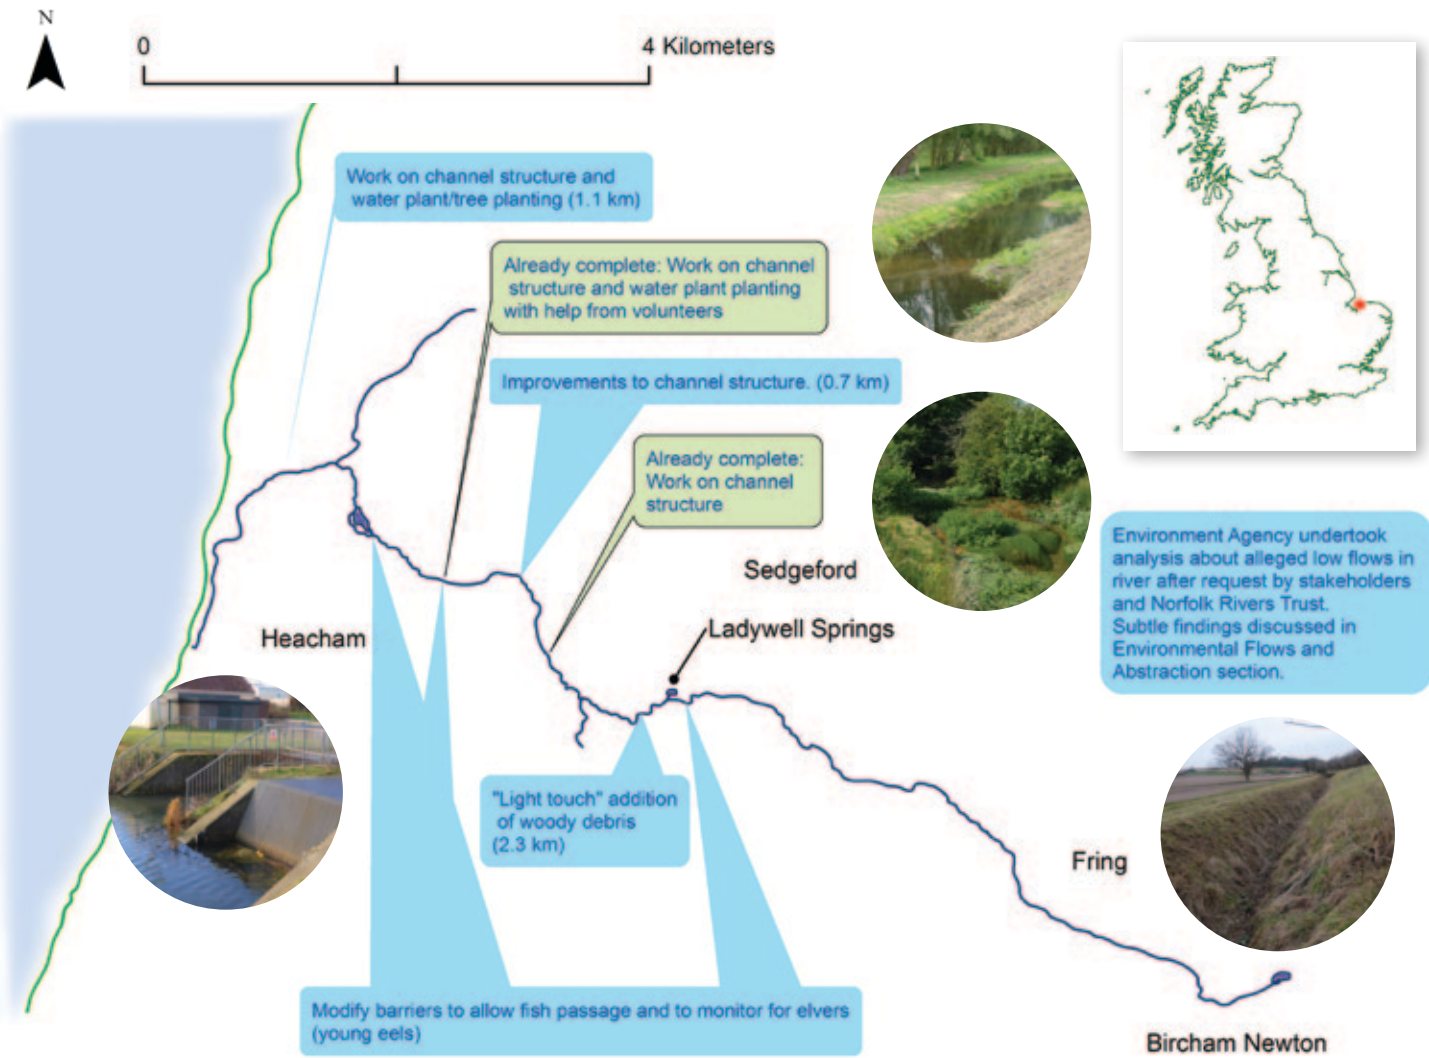 N
0
4 Kilometers
Work on channel structure and
water plant/tree planting (1.1 km)
Already complete: Work on channel
structure and water plant planting
with help from volunteers
Improvements to channel structure. (0.7 km)
Already complete:
Work on channel
structure
Sedgeford
Environment Agency undertook
analysis about alleged low flows in
river after request by stakeholders
and Norfolk Rivers Trust.
Subtle findings discussed in
Environmental Flows and
Abstraction section.
Heacham
Ladywell Springs
"Light touch" addition
of woody debris
(2.3 km)
Fring
Modify barriers to allow fish passage and to monitor for elvers
(young eels)
Bircham Newton